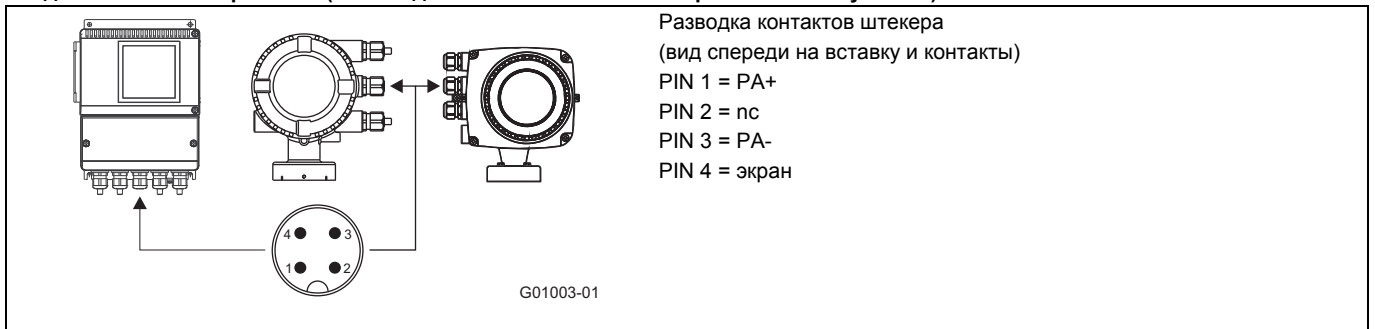 Разводка контактов штекера
(вид спереди на вставку и контакты)
PIN 1 = PA+
PIN 2 = nc
PIN 3 = PA-
PIN 4 = экран
4 3
1 2
G01003-01